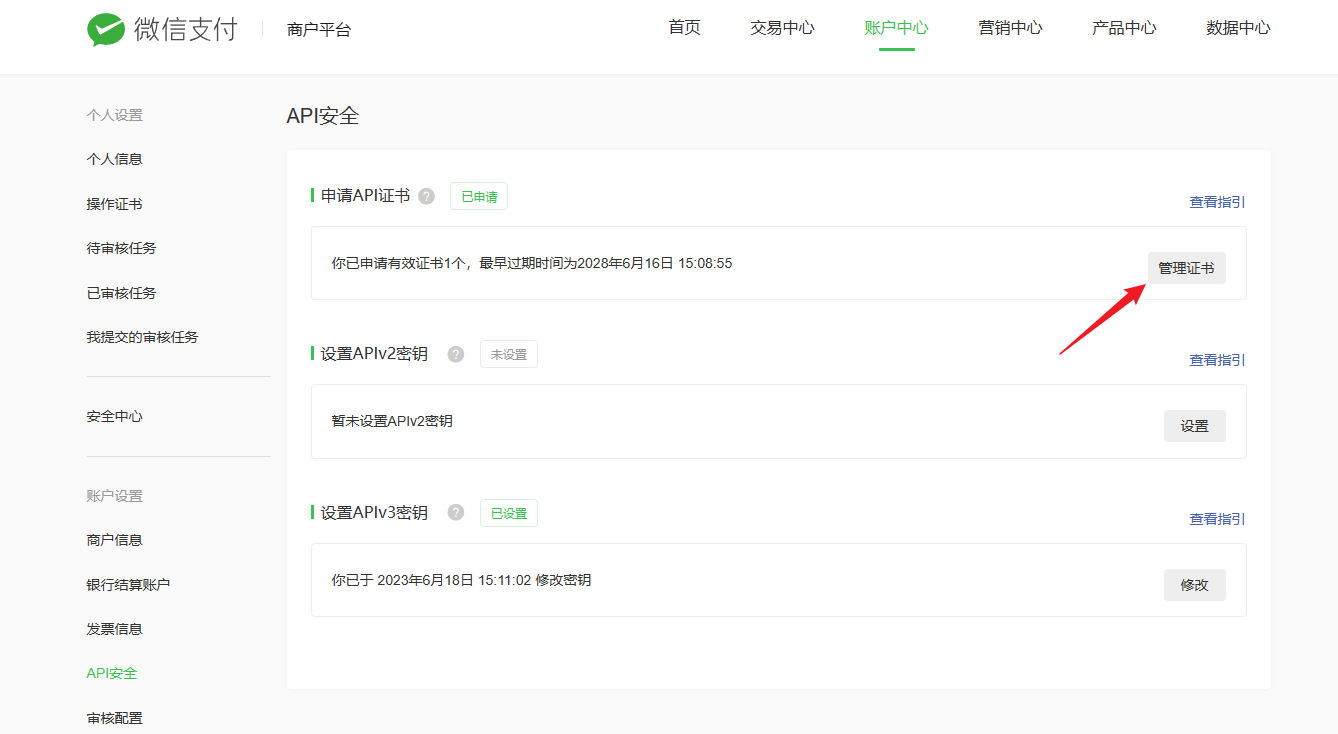 微信支付 商户平台 首页 交易中心 账户中心 营销中心 产品中心 数据中心
个人设置
个人信息
操作证书
待审核任务
已审核任务
我提交的审核任务
安全中心
账户设置
商户信息
银行结算账户
发票信息
API安全
审核配置
API安全
申请API证书 ? 已申请 查看指引
你已申请有效证书1个，最早过期时间为2028年6月16日 15:08:55 管理证书
设置APIv2密钥 ? 未设置 查看指引
暂未设置APIv2密钥 设置
设置APIv3密钥 ? 已设置 查看指引
你已于 2023年6月18日 15:11:02 修改密钥 修改